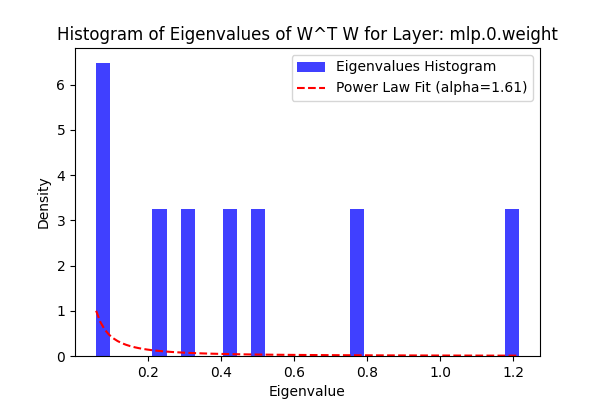 Histogram of Eigenvalues of W^T W for Layer: mlp.0.weight
Eigenvalues Histogram
Power Law Fit (alpha=1.61)
Density
6
5
4
3
2
1
0
0.2 0.4 0.6 0.8 1.0 1.2
Eigenvalue